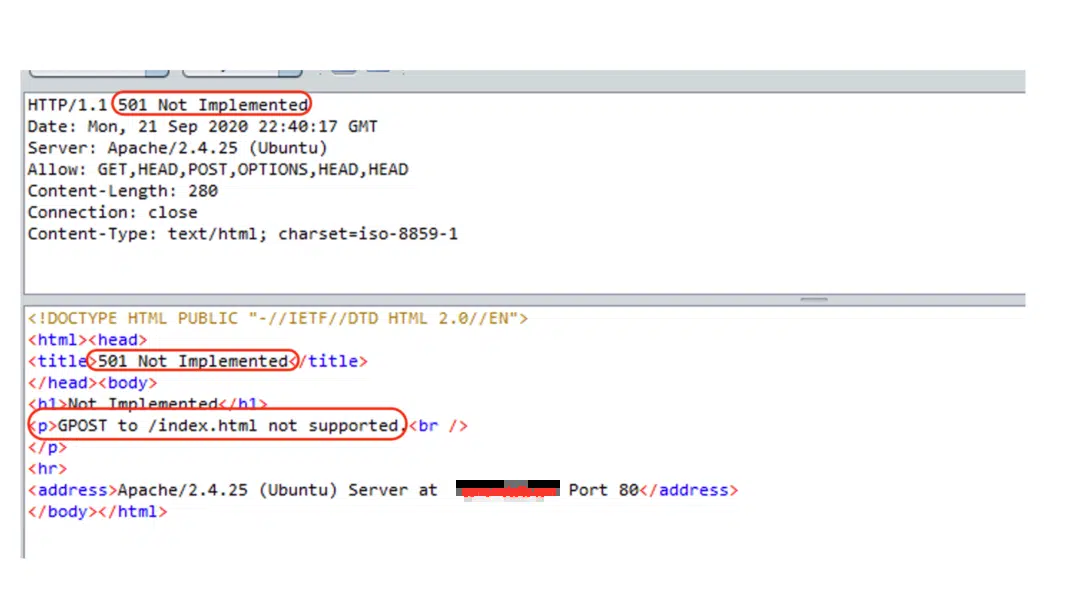 HTTP/1.1 501 Not Implemented
Date: Mon, 21 Sep 2020 22:40:17 GMT
Server: Apache/2.4.25 (Ubuntu)
Allow: GET,HEAD,POST,OPTIONS,HEAD,HEAD
Content-Length: 280
Connection: close
Content-Type: text/html; charset=iso-8859-1
<!DOCTYPE HTML PUBLIC "-//IETF//DTD HTML 2.0//EN">
<html><head>
<title>501 Not Implemented</title>
</head><body>
<h1>Not Implemented</h1>
<p>GPOST to /index.html not supported.<br />
</p>
<hr>
<address>Apache/2.4.25 (Ubuntu) Server at Port 80</address>
</body></html>